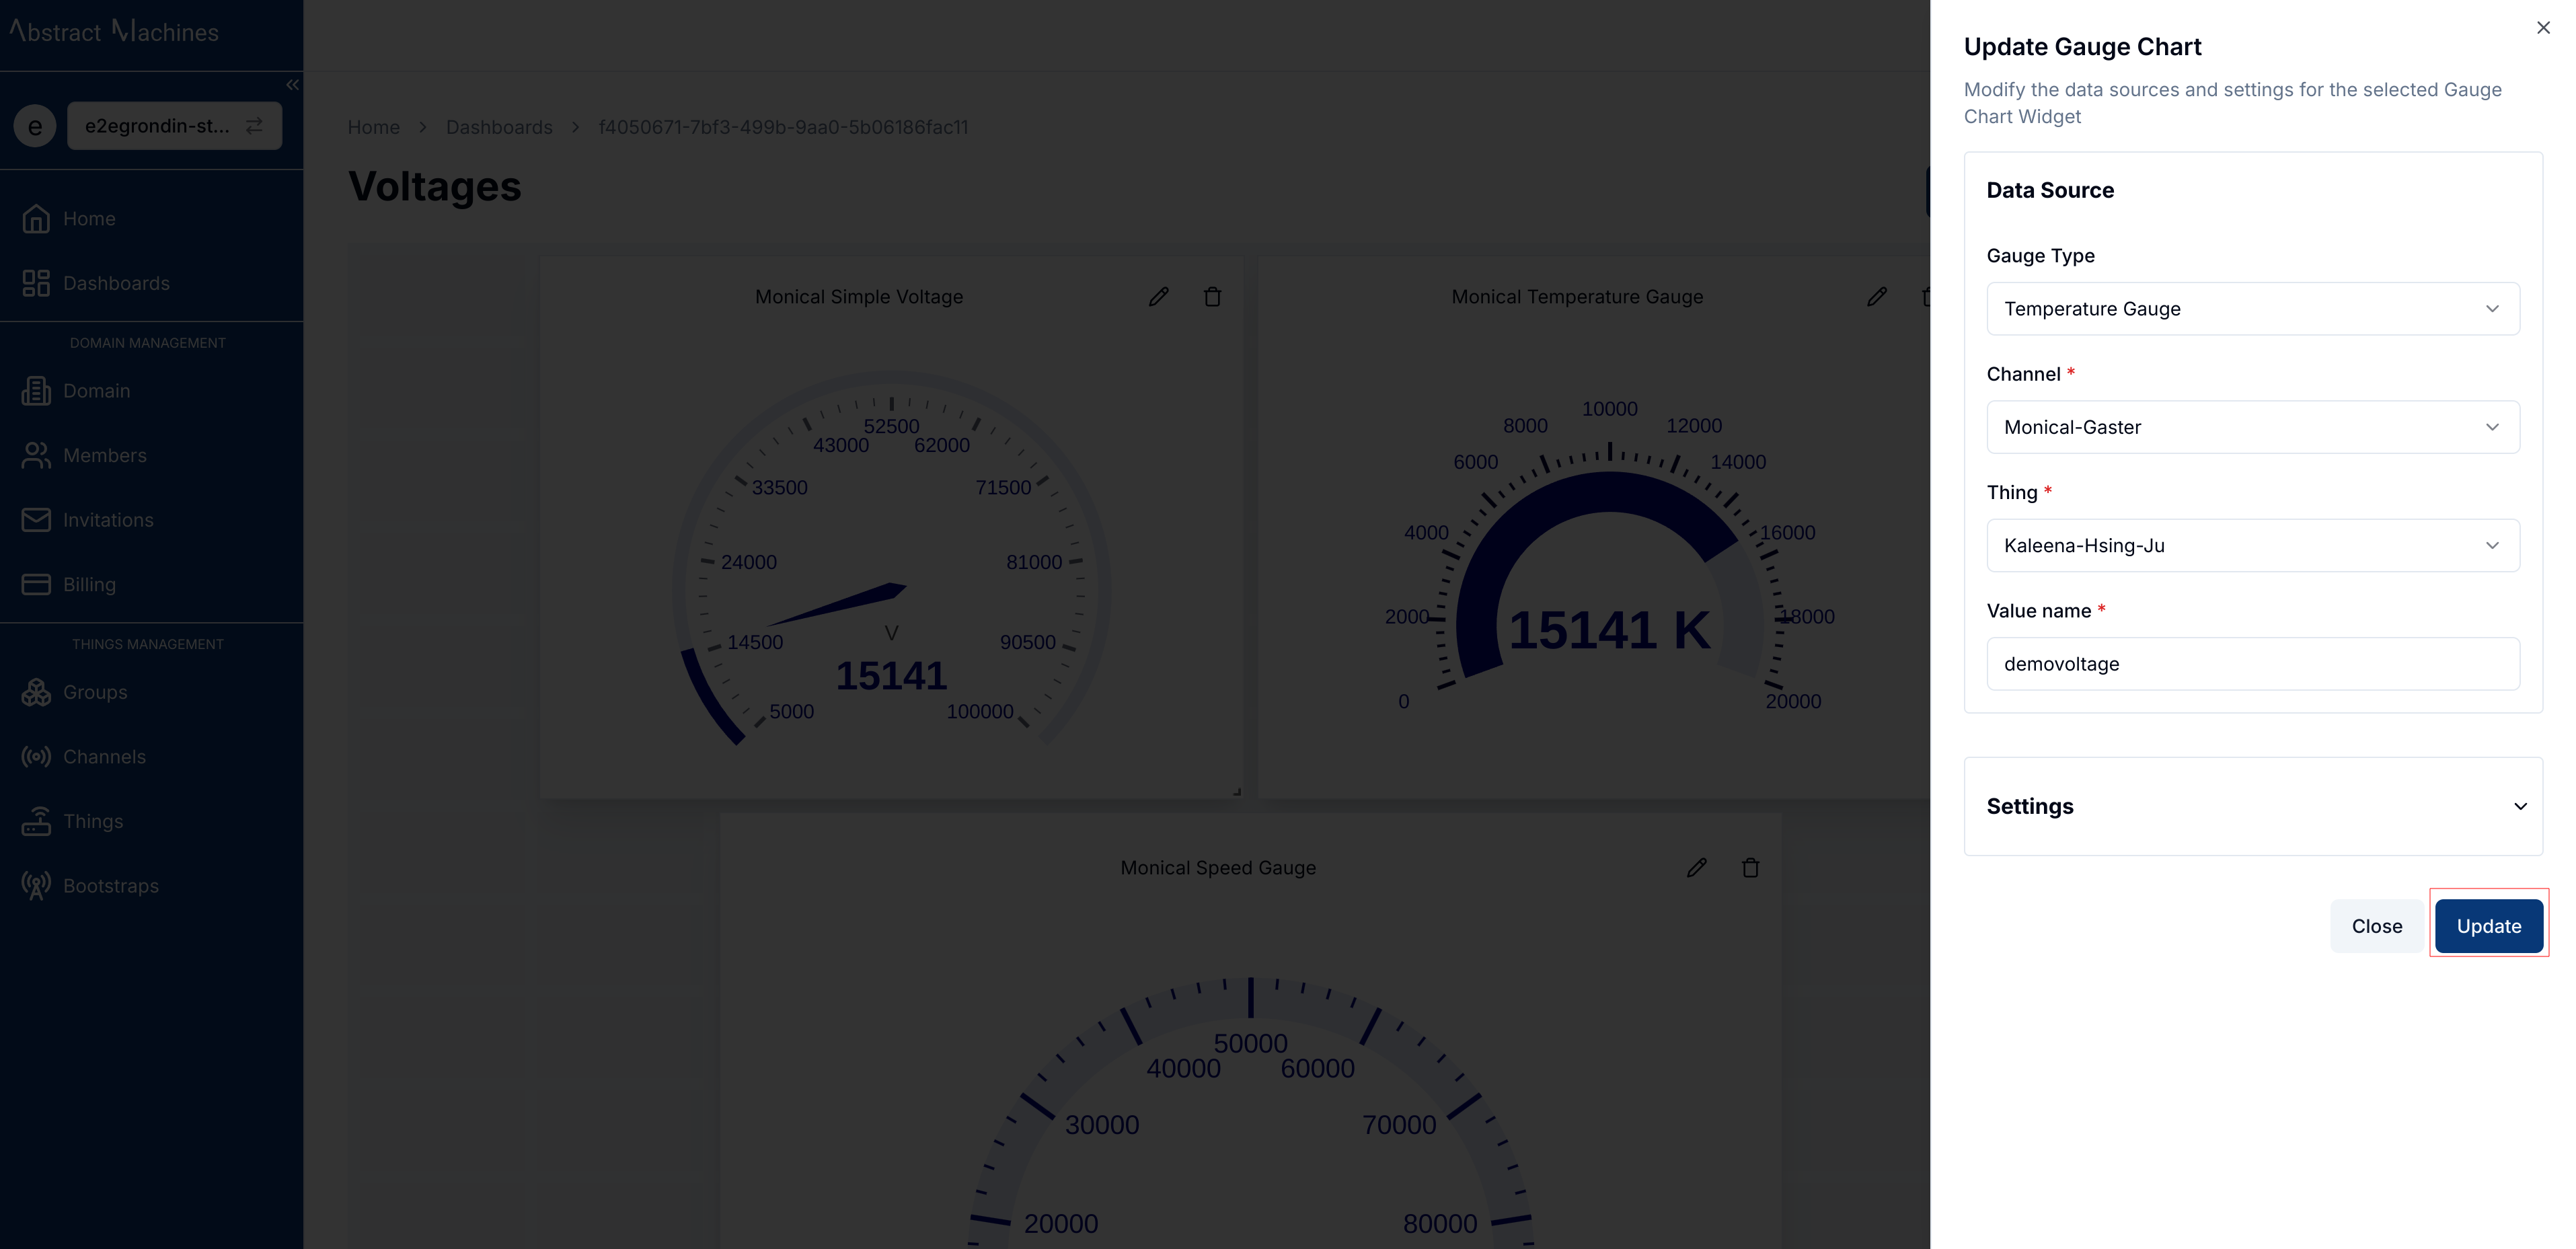 Abstract Machines
e
e2egrondin-st...
Home
Dashboards
DOMAIN MANAGEMENT
Domain
Members
Invitations
Billing
THINGS MANAGEMENT
Groups
Channels
Things
Bootstraps
Home > Dashboards > f4050671-7bf3-499b-9aa0-5b06186fac11
Voltages
Monical Simple Voltage
52500
43000
62000
33500
71500
24000
81000
V
14500
90500
15141
5000
100000
Monical Temperature Gauge
10000
8000
12000
6000
14000
4000
16000
2000
15141 K
18000
0
20000
Monical Speed Gauge
50000
40000
60000
30000
70000
20000
80000
Update Gauge Chart
Modify the data sources and settings for the selected Gauge
Chart Widget
Data Source
Gauge Type
Temperature Gauge
Channel *
Monical-Gaster
Thing *
Kaleena-Hsing-Ju
Value name *
demovoltage
Settings
Close
Update